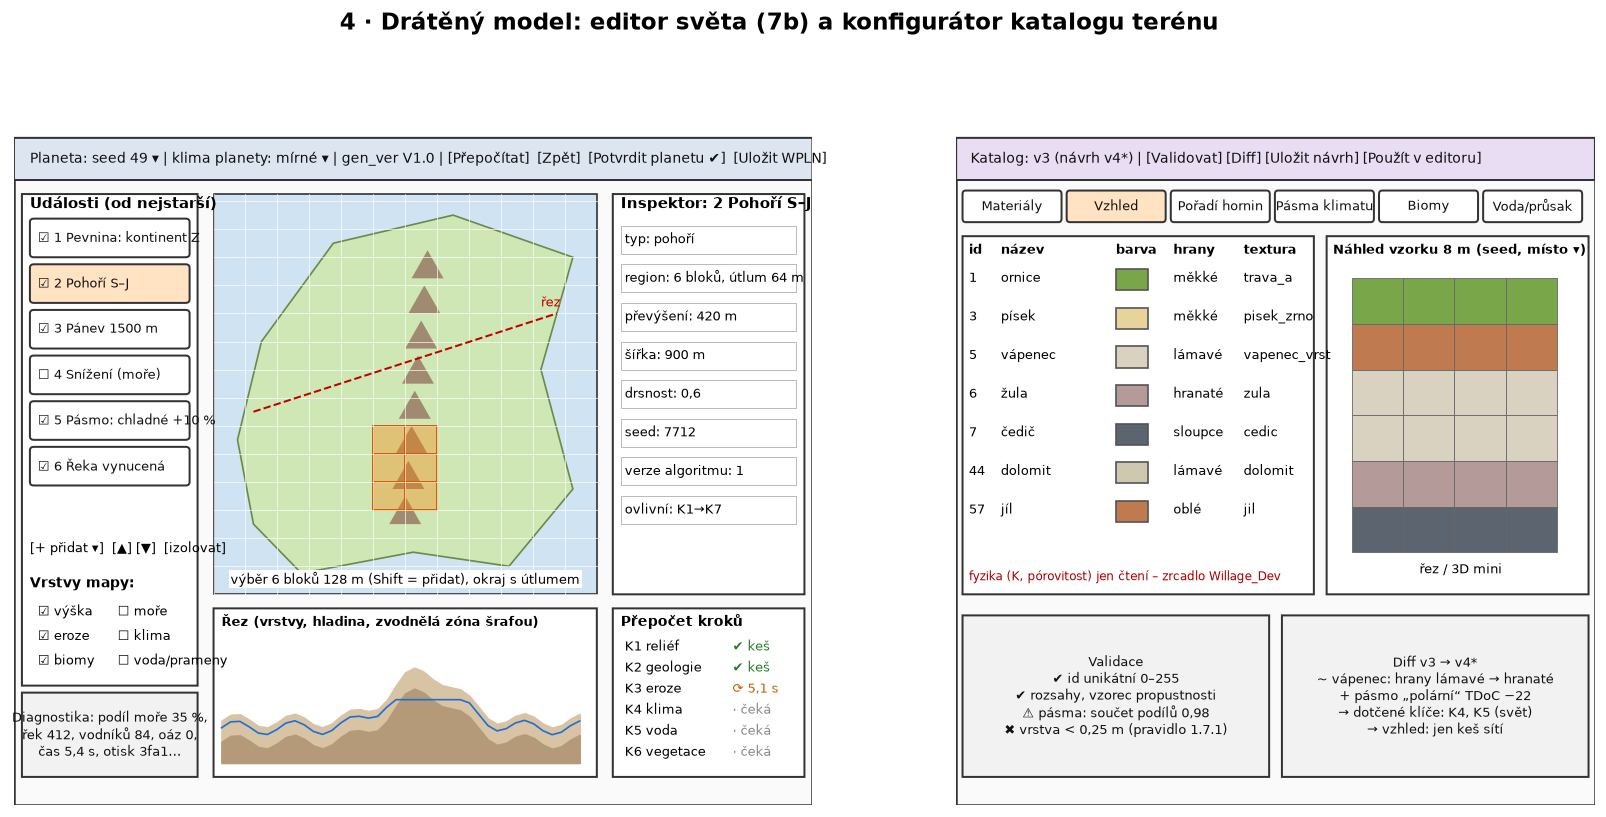 4 · Drátěný model: editor světa (7b) a konfigurátor katalogu terénu
Planeta: seed 49 ▾ | klima planety: mírné ▾ | gen_ver V1.0 | [Přepočítat]  [Zpět]  [Potvrdit planetu ✔]  [Uložit WPLN]
Události (od nejstarší)
☑ 1 Pevnina: kontinent Z
☑ 2 Pohoří S–J
☑ 3 Pánev 1500 m
☐ 4 Snížení (moře)
☑ 5 Pásmo: chladné +10 %
☑ 6 Řeka vynucená
[+ přidat ▾]  [▲] [▼]  [izolovat]
Vrstvy mapy:
☑ výška ☐ moře
☑ eroze ☐ klima
☑ biomy ☐ voda/prameny
Diagnostika: podíl moře 35 %,
řek 412, vodníků 84, oáz 0,
čas 5,4 s, otisk 3fa1…
řez
výběr 6 bloků 128 m (Shift = přidat), okraj s útlumem
Řez (vrstvy, hladina, zvodnělá zóna šrafou)
Inspektor: 2 Pohoří S–J
typ: pohoří
region: 6 bloků, útlum 64 m
převýšení: 420 m
šířka: 900 m
drsnost: 0,6
seed: 7712
verze algoritmu: 1
ovlivní: K1→K7
Přepočet kroků
K1 reliéf ✔ keš
K2 geologie ✔ keš
K3 eroze ⟳ 5,1 s
K4 klima · čeká
K5 voda · čeká
K6 vegetace · čeká
Katalog: v3 (návrh v4*) | [Validovat] [Diff] [Uložit návrh] [Použít v editoru]
Materiály Vzhled Pořadí hornin Pásma klimatu Biomy Voda/průsak
id název barva hrany textura
1 ornice měkké trava_a
3 písek měkké pisek_zrno
5 vápenec lámavé vapenec_vrst
6 žula hranaté zula
7 čedič sloupce cedic
44 dolomit lámavé dolomit
57 jíl oblé jil
fyzika (K, pórovitost) jen čtení – zrcadlo Willage_Dev
Náhled vzorku 8 m (seed, místo ▾)
řez / 3D mini
Validace
✔ id unikátní 0–255
✔ rozsahy, vzorec propustnosti
⚠ pásma: součet podílů 0,98
✖ vrstva < 0,25 m (pravidlo 1.7.1)
Diff v3 → v4*
~ vápenec: hrany lámavé → hranaté
+ pásmo „polární“ TDoC −22
→ dotčené klíče: K4, K5 (svět)
→ vzhled: jen keš sítí